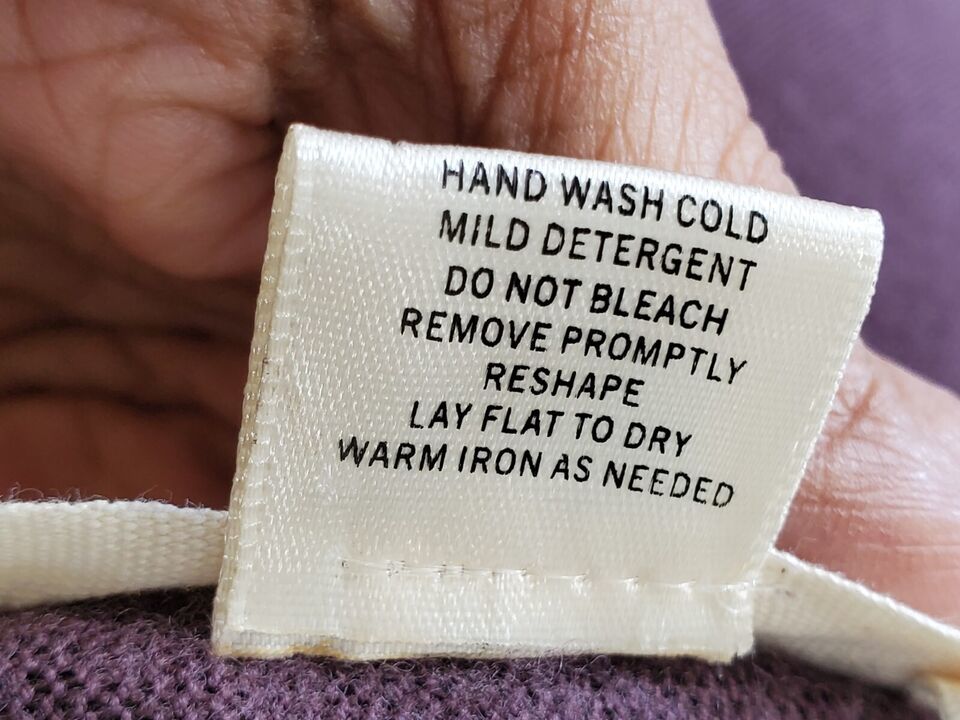 HAND WASH COLD
MILD DETERGENT
DO NOT BLEACH
REMOVE PROMPTLY
RESHAPE
LAY FLAT TO DRY
WARM IRON AS NEEDED